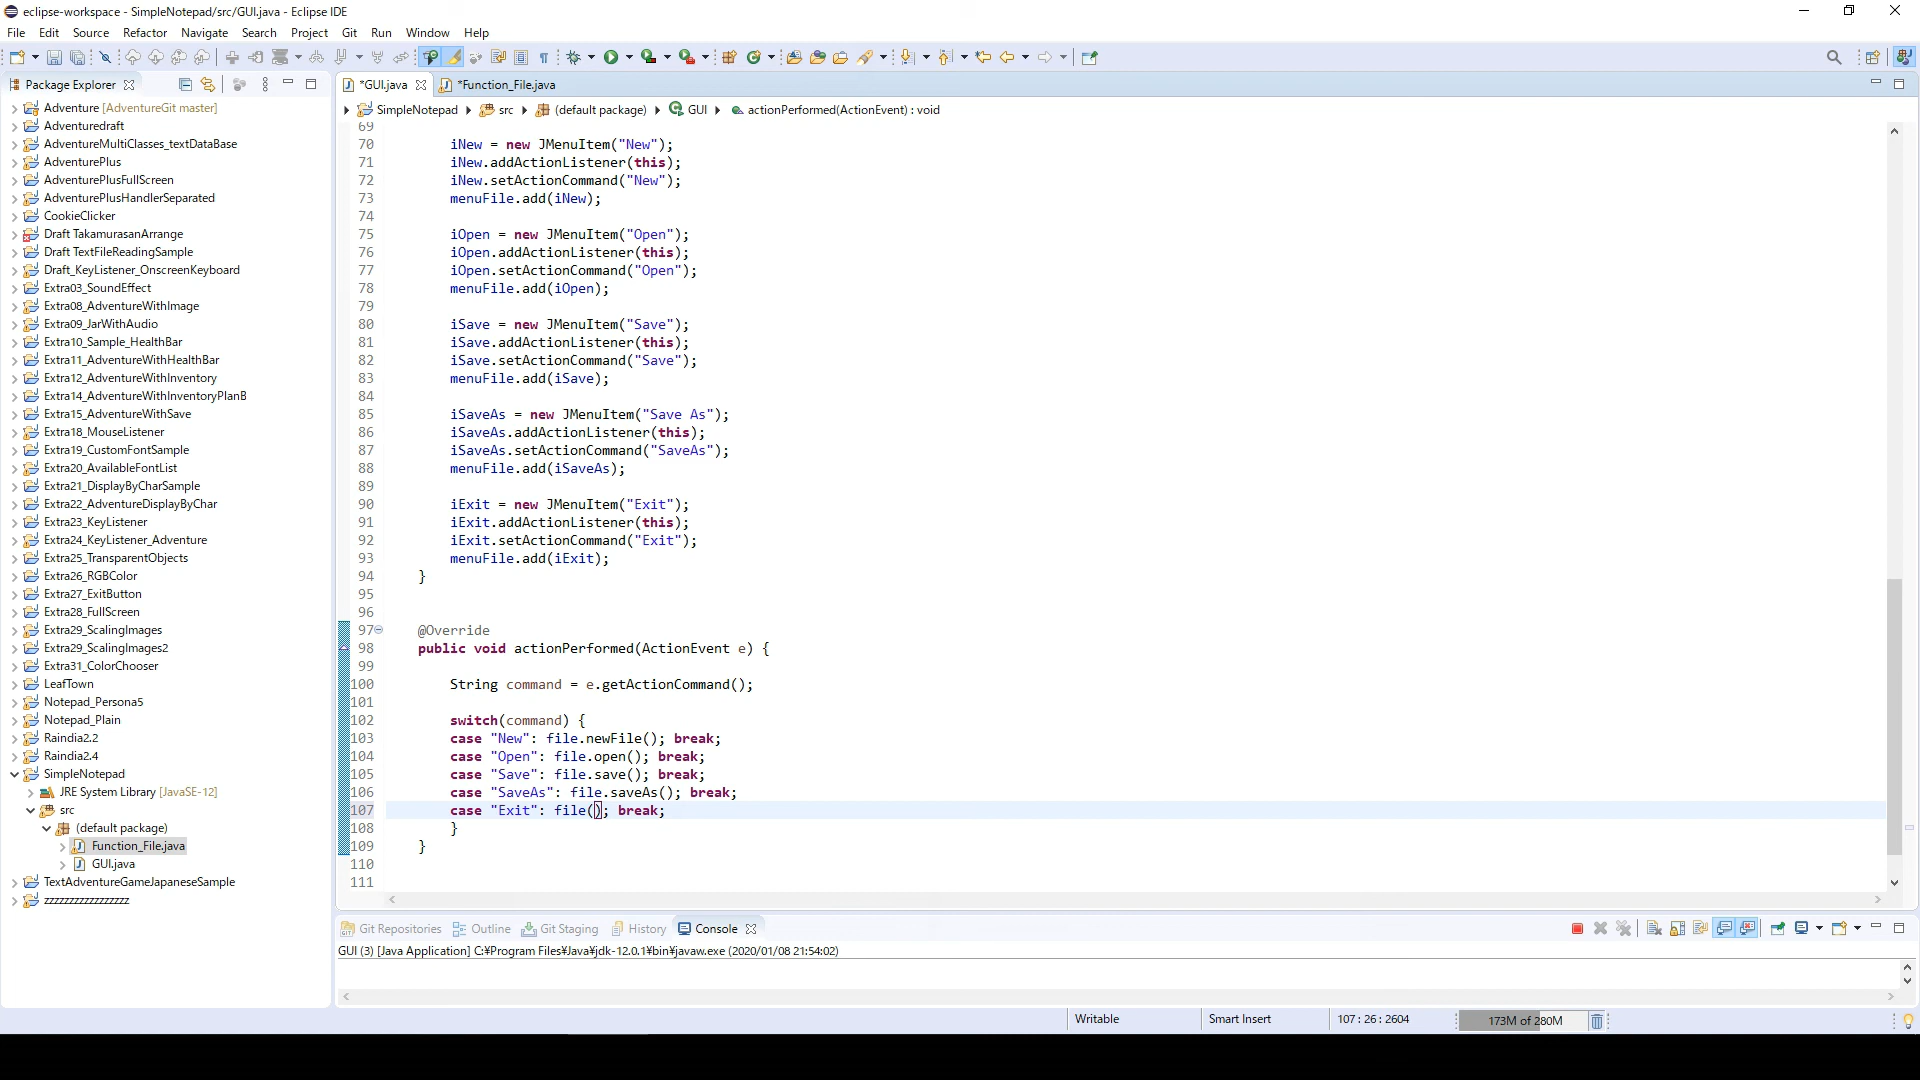 eclipse-workspace - SimpleNotepad/src/GUI.java - Eclipse IDE
File Edit Source Refactor Navigate Search Project Git Run Window Help
Package Explorer
*GUI.java *Function_File.java
SimpleNotepad src (default package) GUI actionPerformed(ActionEvent) : void
Adventure [AdventureGit master]
Adventuredraft
AdventureMultiClasses_textDataBase
AdventurePlus
AdventurePlusFullScreen
AdventurePlusHandlerSeparated
CookieClicker
Draft TakamurasanArrange
Draft TextFileReadingSample
Draft_KeyListener_OnscreenKeyboard
Extra03_SoundEffect
Extra08_AdventureWithImage
Extra09_JarWithAudio
Extra10_Sample_HealthBar
Extra11_AdventureWithHealthBar
Extra12_AdventureWithInventory
Extra14_AdventureWithInventoryPlanB
Extra15_AdventureWithSave
Extra18_MouseListener
Extra19_CustomFontSample
Extra20_AvailableFontList
Extra21_DisplayByCharSample
Extra22_AdventureDisplayByChar
Extra23_KeyListener
Extra24_KeyListener_Adventure
Extra25_TransparentObjects
Extra26_RGBColor
Extra27_ExitButton
Extra28_FullScreen
Extra29_ScalingImages
Extra29_ScalingImages2
Extra31_ColorChooser
LeafTown
Notepad_Persona5
Notepad_Plain
Raindia2.2
Raindia2.4
SimpleNotepad
JRE System Library [JavaSE-12]
src
(default package)
Function_File.java
GUI.java
TextAdventureGameJapaneseSample
zzzzzzzzzzzzzzzzz
69
70 iNew = new JMenuItem("New");
71 iNew.addActionListener(this);
72 iNew.setActionCommand("New");
73 menuFile.add(iNew);
74
75 iOpen = new JMenuItem("Open");
76 iOpen.addActionListener(this);
77 iOpen.setActionCommand("Open");
78 menuFile.add(iOpen);
79
80 iSave = new JMenuItem("Save");
81 iSave.addActionListener(this);
82 iSave.setActionCommand("Save");
83 menuFile.add(iSave);
84
85 iSaveAs = new JMenuItem("Save As");
86 iSaveAs.addActionListener(this);
87 iSaveAs.setActionCommand("SaveAs");
88 menuFile.add(iSaveAs);
89
90 iExit = new JMenuItem("Exit");
91 iExit.addActionListener(this);
92 iExit.setActionCommand("Exit");
93 menuFile.add(iExit);
94 }
95
96
97 @Override
98 public void actionPerformed(ActionEvent e) {
99
100 String command = e.getActionCommand();
101
102 switch(command) {
103 case "New": file.newFile(); break;
104 case "Open": file.open(); break;
105 case "Save": file.save(); break;
106 case "SaveAs": file.saveAs(); break;
107 case "Exit": file(); break;
108 }
109 }
110
111
Git Repositories Outline Git Staging History Console
GUI (3) [Java Application] C:¥Program Files¥Java¥jdk-12.0.1¥bin¥javaw.exe (2020/01/08 21:54:02)
Writable Smart Insert 107 : 26 : 2604 173M of 280M